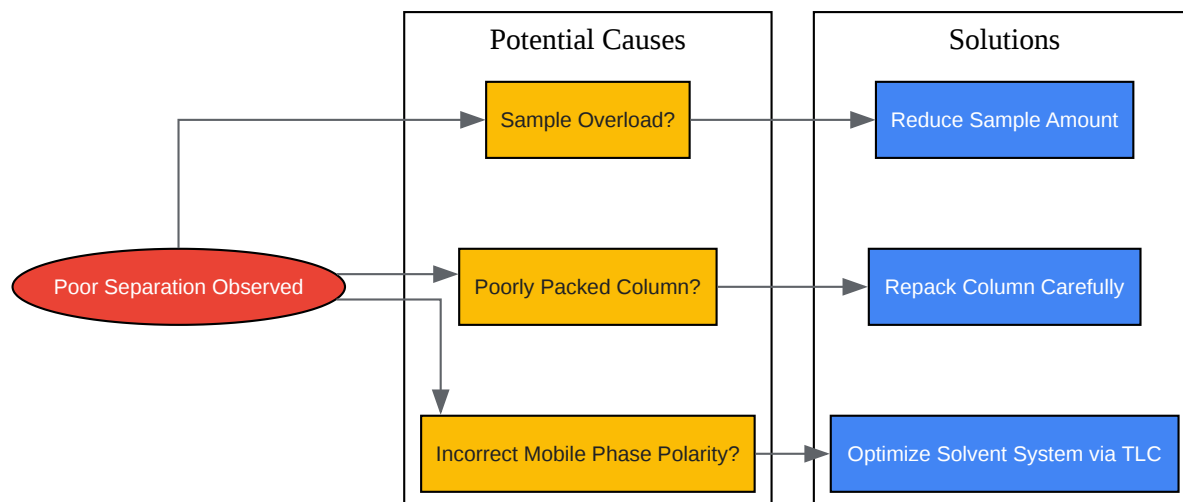 Potential Causes
Solutions
Sample Overload?
Reduce Sample Amount
Poor Separation Observed
Poorly Packed Column?
Repack Column Carefully
Incorrect Mobile Phase Polarity?
Optimize Solvent System via TLC